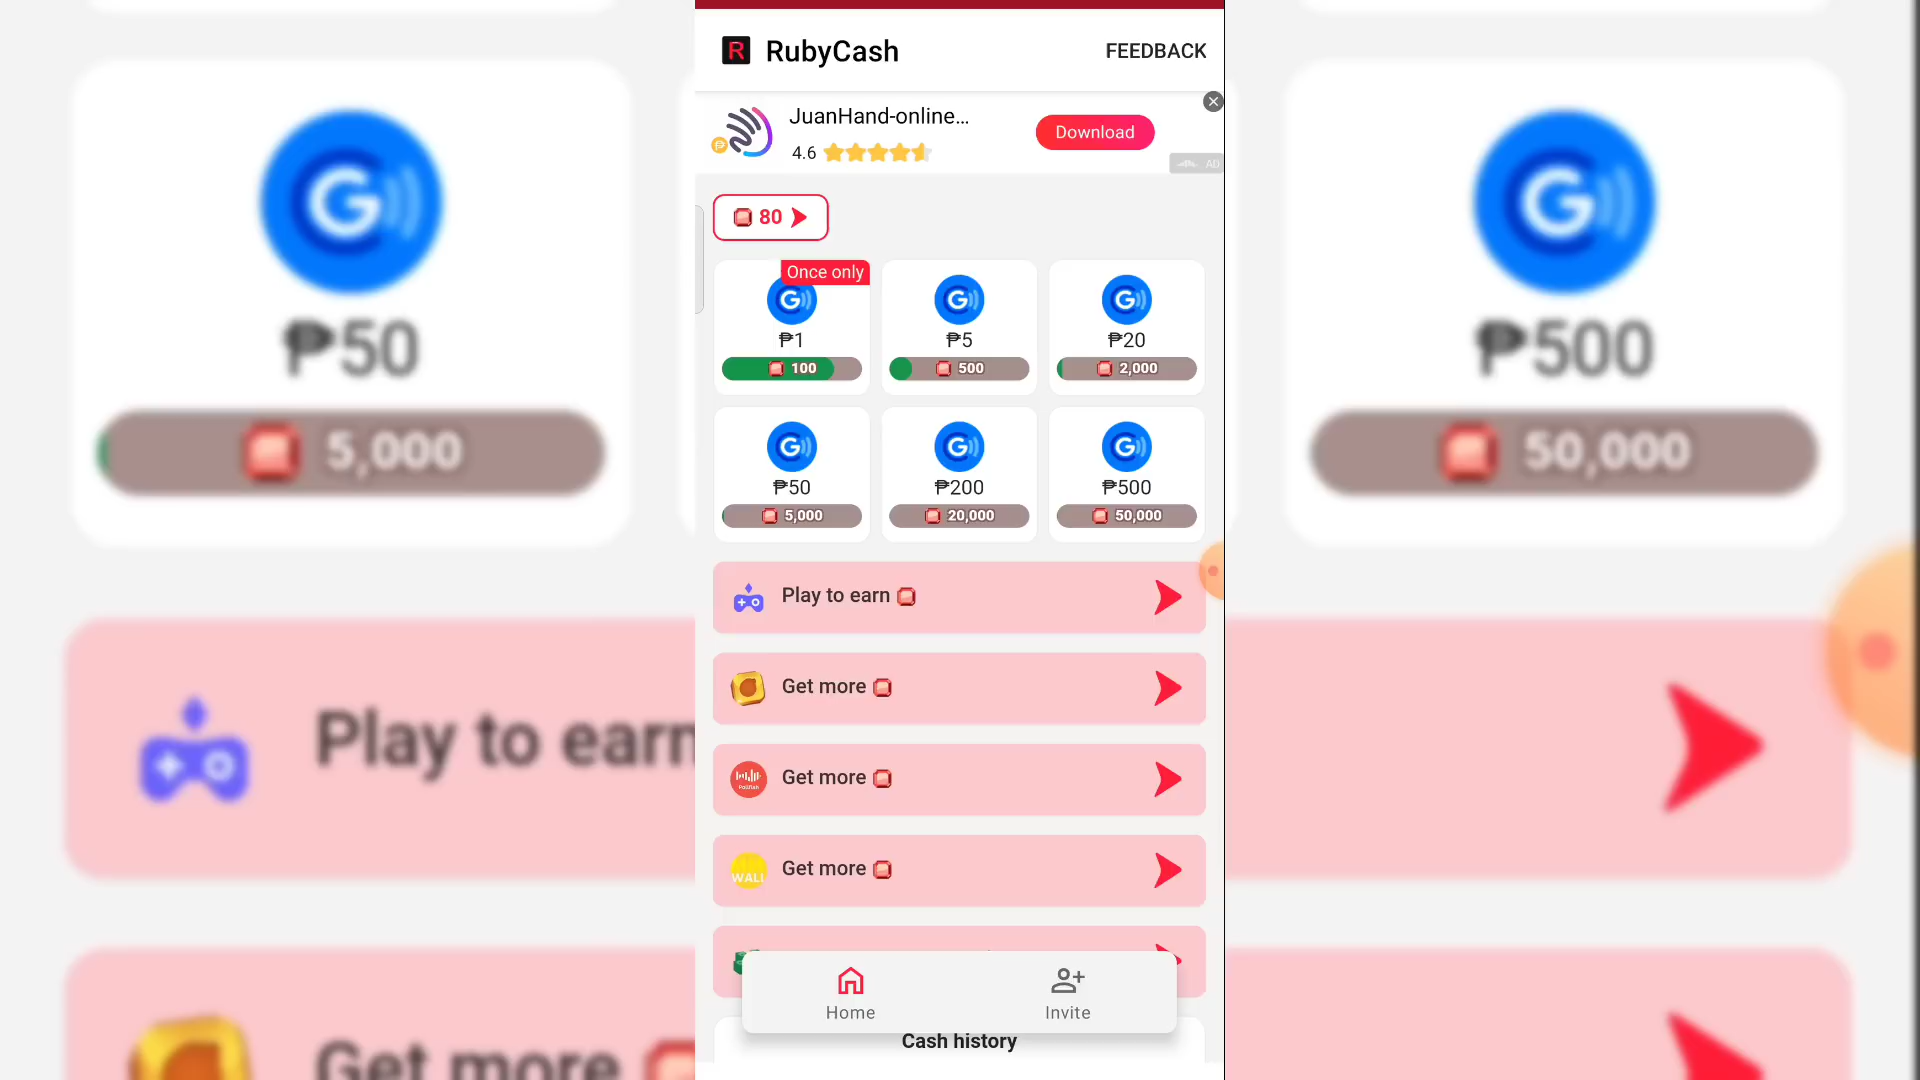 R RubyCash FEEDBACK
JuanHand-online...
4.6
Download
AD
80
Once only
₱1
100
₱5
500
₱20
2,000
₱50
5,000
₱200
20,000
₱500
50,000
Play to earn
Get more
Get more
Pollfish
Get more
WALL
Home
Invite
Cash history
₱50
5,000
Play to earn
Get more
₱500
50,000